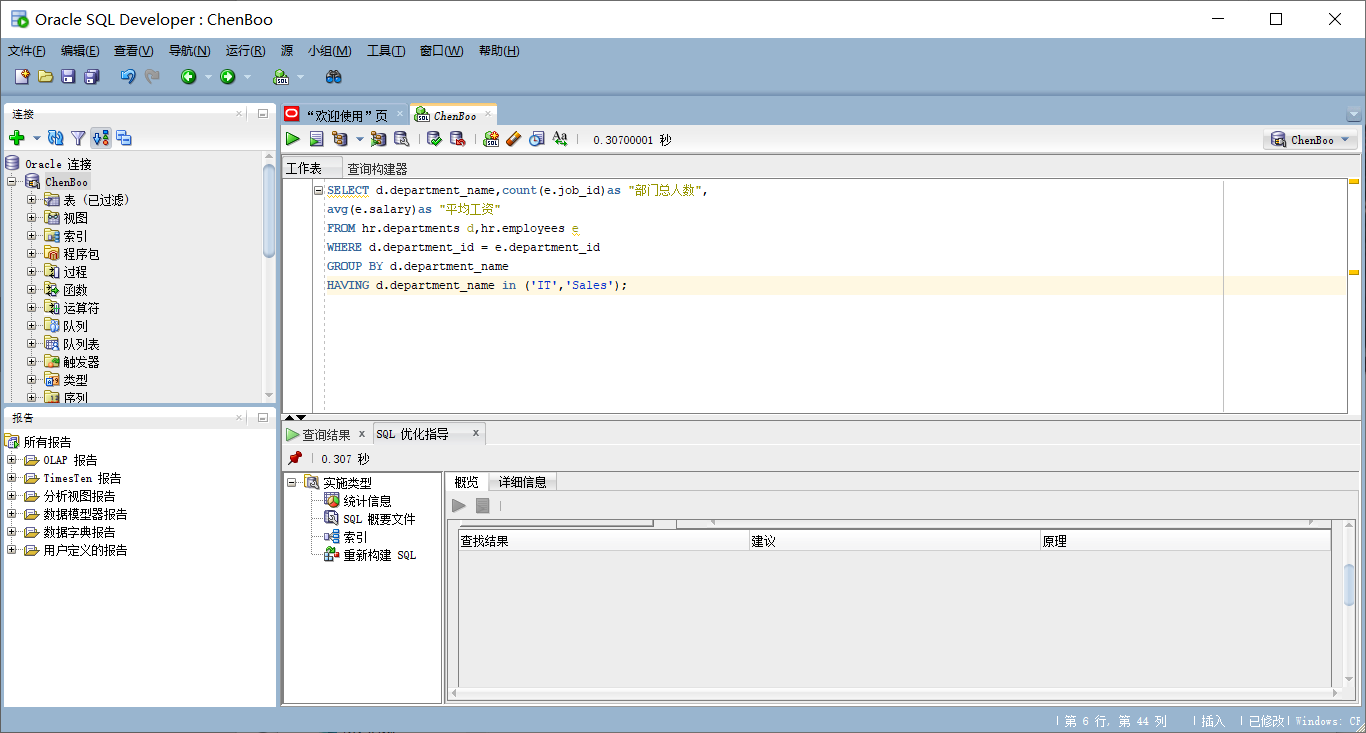 Oracle SQL Developer : ChenBoo
文件(F) 编辑(E) 查看(V) 导航(N) 运行(R) 源 小组(M) 工具(T) 窗口(W) 帮助(H)
连接
Oracle 连接
ChenBoo
表 (已过滤)
视图
索引
程序包
过程
函数
运算符
队列
队列表
触发器
类型
序列
报告
所有报告
OLAP 报告
TimesTen 报告
分析视图报告
数据模型器报告
数据字典报告
用户定义的报告
“欢迎使用”页 ChenBoo
0.30700001 秒 ChenBoo
工作表 查询构建器
SELECT d.department_name,count(e.job_id)as "部门总人数",
avg(e.salary)as "平均工资"
FROM hr.departments d,hr.employees e
WHERE d.department_id = e.department_id
GROUP BY d.department_name
HAVING d.department_name in ('IT','Sales');
查询结果 x SQL 优化指导 x
0.307 秒
实施类型
统计信息
SQL 概要文件
索引
重新构建 SQL
概览 详细信息
查找结果 建议 原理
第 6 行, 第 44 列 插入 已修改 Windows: